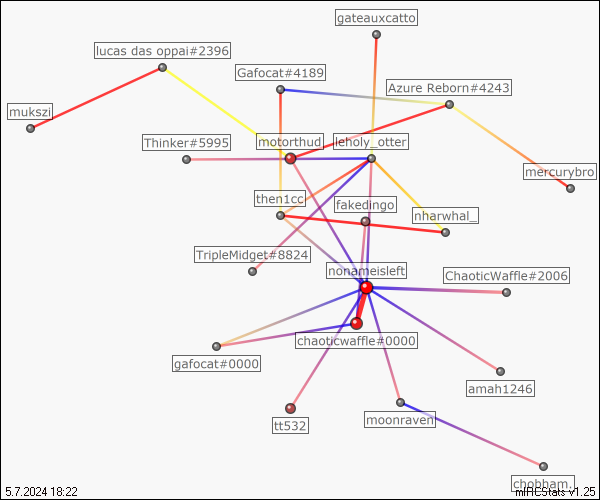 gateauxcatto
lucas das oppai#2396
Gafocat#4189
Azure Reborn#4243
mukszi
Thinker#5995
motorthud
leholy_otter
mercurybro
then1cc
fakedingo
nharwhal_
TripleMidget#8824
nonameisleft
ChaoticWaffle#2006
chaoticwaffle#0000
gafocat#0000
amah1246
tt532
moonraven
chobbam.
5.7.2024 18:22
mIRCStats v1.25